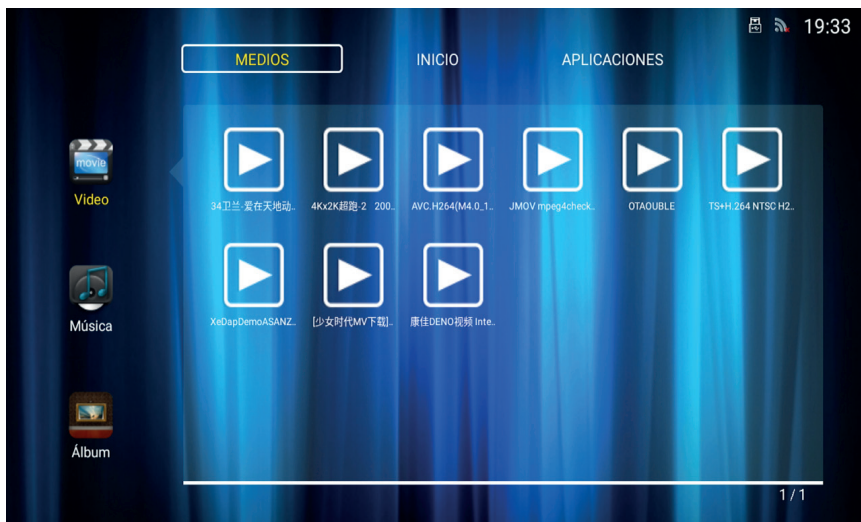 19:33
MEDIOS INICIO APLICACIONES
movie
Video
34卫兰-爱在天地动.. 4Kx2K超跑-2 200.. AVC.H264(M4.0_1.. JMOV mpeg4check.. OTAOUBLE TS+H.264 NTSC H2..
XeDapDemoASANZ.. [少女时代MV下载].. 康佳DENO视频 Inte..
Música
Álbum
1/1